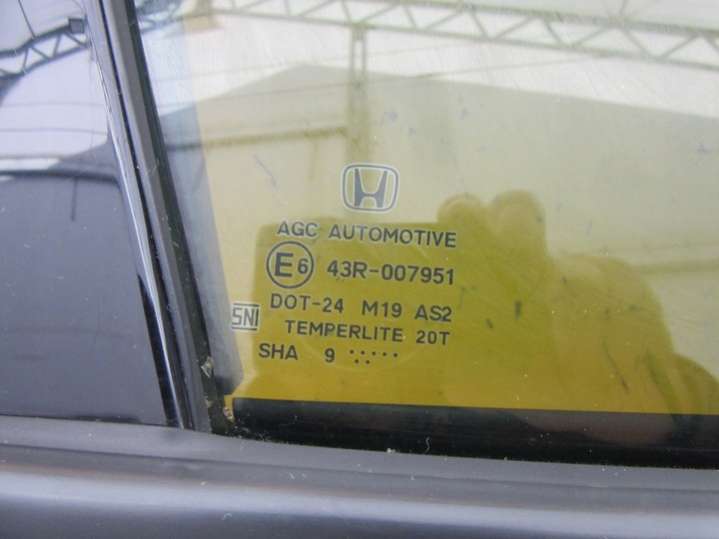 AGC AUTOMOTIVE
E6 43R-007951
DOT-24 M19 AS2
SNI TEMPERLITE 20T
SHA 9